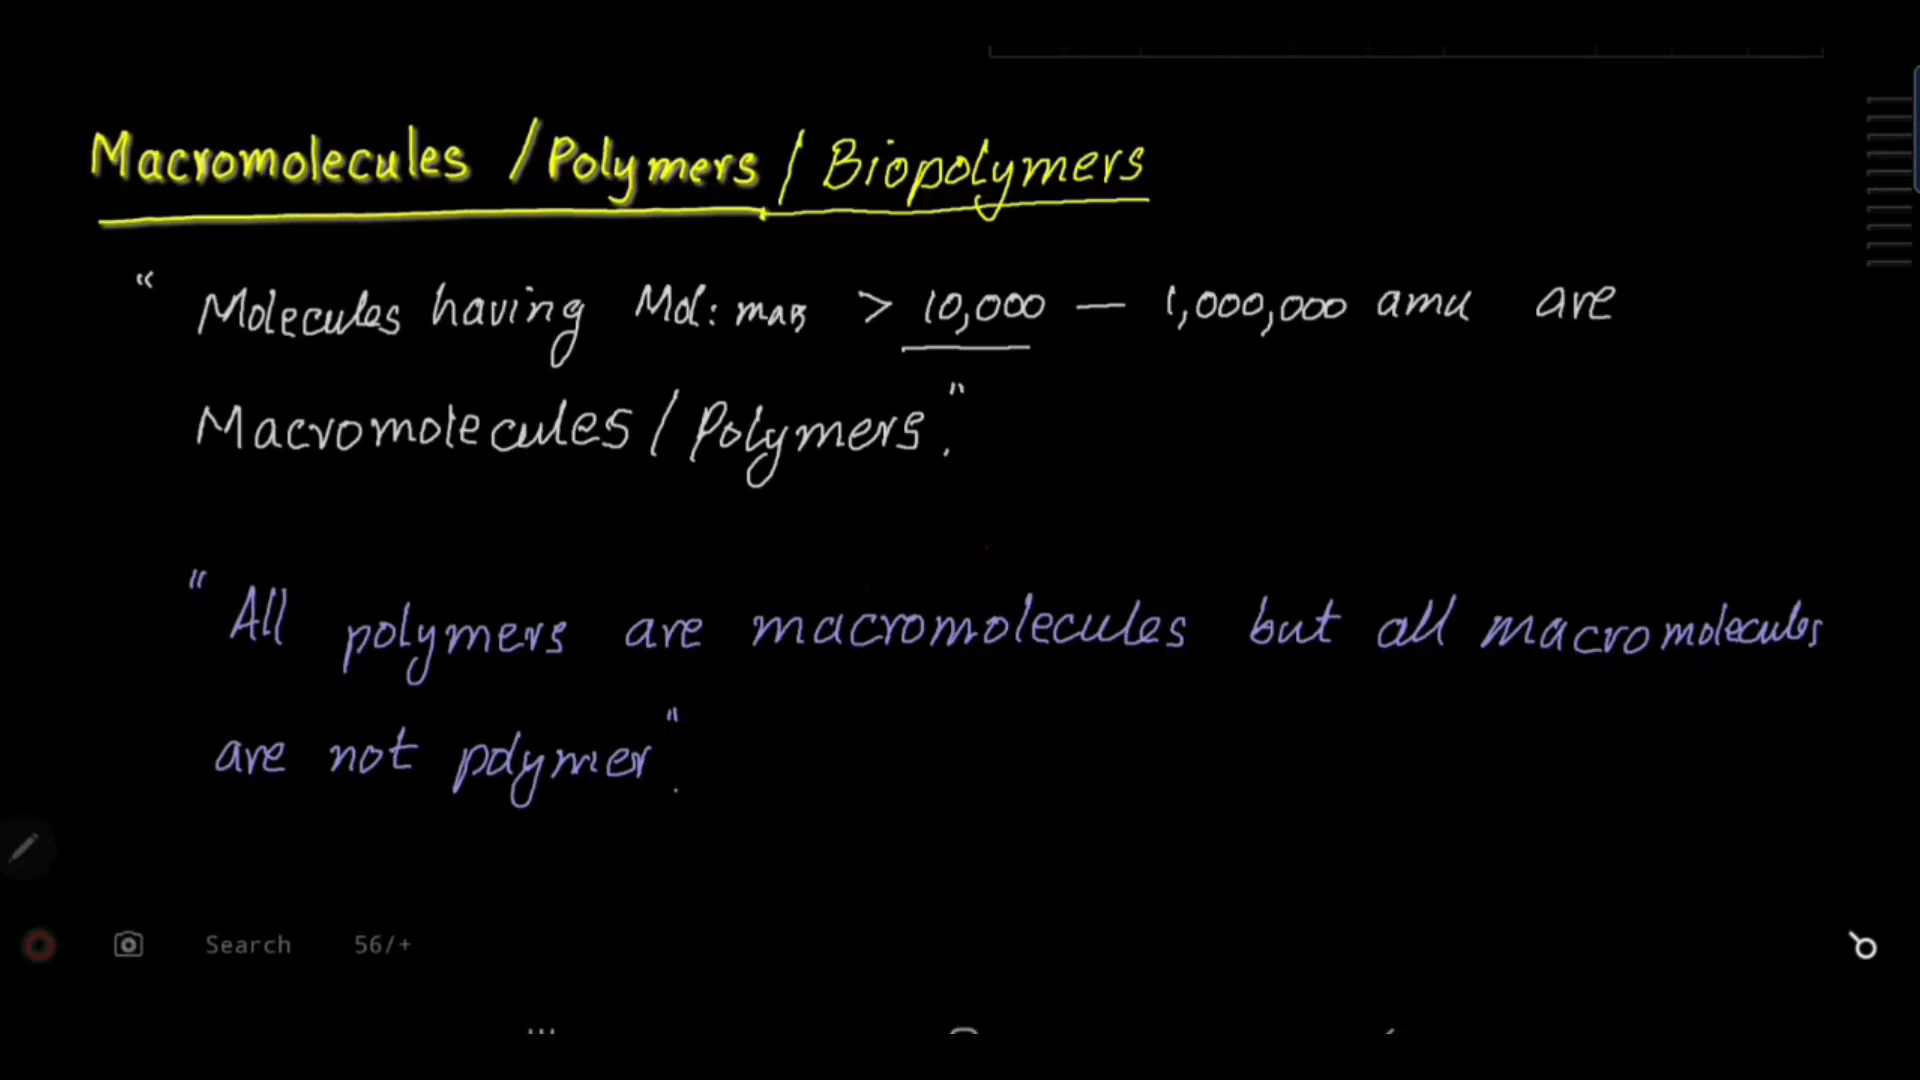 Macromolecules / Polymers / Biopolymers
" Molecules having Mol: mass > 10,000 — 1,000,000 amu are
Macromolecules / Polymers."
" All polymers are macromolecules but all macromolecules
are not polymer".
Search 56/+